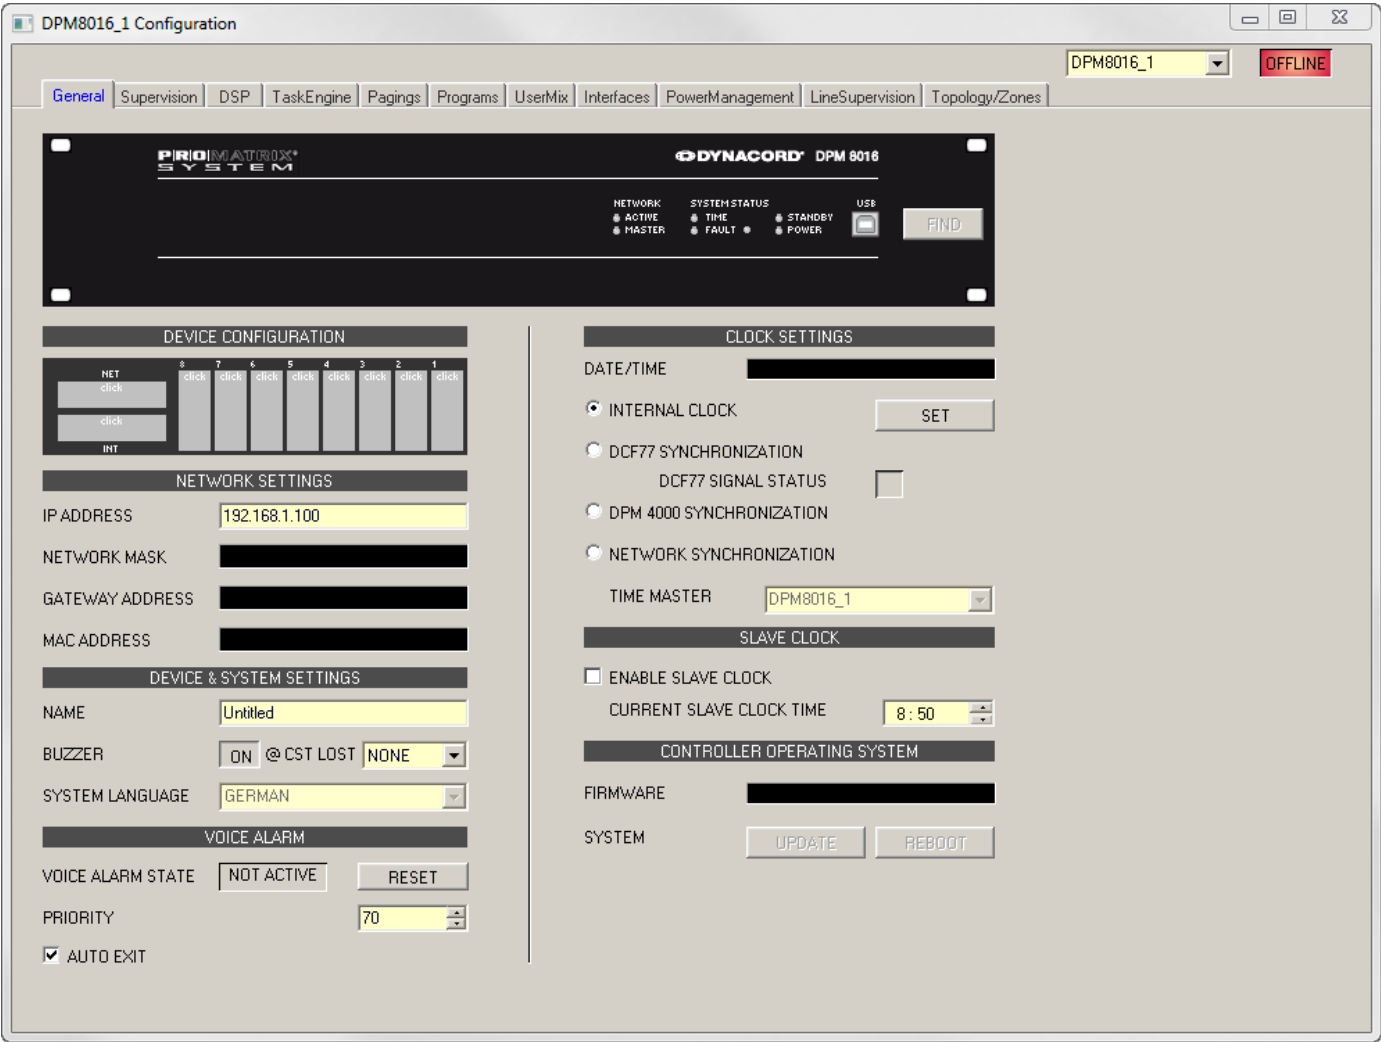 DPM8016_1 Configuration
DPM8016_1 OFFLINE
General Supervision DSP TaskEngine Pagings Programs UserMix Interfaces PowerManagement LineSupervision Topology/Zones
PROMATRIX SYSTEM DYNACORD DPM 8016
NETWORK SYSTEM STATUS USB
ACTIVE TIME STANDBY
MASTER FAULT POWER
FIND
DEVICE CONFIGURATION
NET 8 7 6 5 4 3 2 1
click click click click click click click click click
click
INT
NETWORK SETTINGS
IP ADDRESS 192.168.1.100
NETWORK MASK
GATEWAY ADDRESS
MAC ADDRESS
DEVICE & SYSTEM SETTINGS
NAME Untitled
BUZZER ON @ CST LOST NONE
SYSTEM LANGUAGE GERMAN
VOICE ALARM
VOICE ALARM STATE NOT ACTIVE RESET
PRIORITY 70
AUTO EXIT
CLOCK SETTINGS
DATE/TIME
INTERNAL CLOCK SET
DCF77 SYNCHRONIZATION
DCF77 SIGNAL STATUS
DPM 4000 SYNCHRONIZATION
NETWORK SYNCHRONIZATION
TIME MASTER DPM8016_1
SLAVE CLOCK
ENABLE SLAVE CLOCK
CURRENT SLAVE CLOCK TIME 8 : 50
CONTROLLER OPERATING SYSTEM
FIRMWARE
SYSTEM UPDATE REBOOT